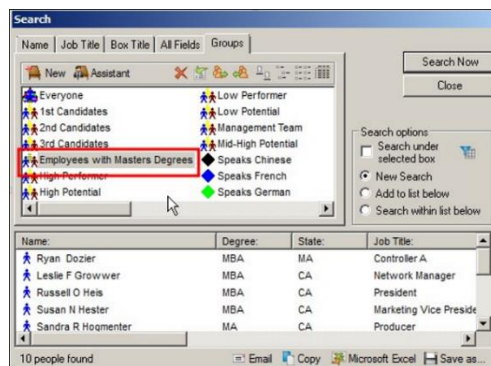 Search
Name Job Title Box Title All Fields Groups
New Assistant
Search Now
Close
Everyone
1st Candidates
2nd Candidates
3rd Candidates
Employees with Masters Degrees
High Performer
High Potential
Low Performer
Low Potential
Management Team
Mid-High Potential
Speaks Chinese
Speaks French
Speaks German
Search options
Search under
selected box
New Search
Add to list below
Search within list below
Name: Degree: State: Job Title:
Ryan Dozier MBA MA Controller A
Leslie F Growwer MBA CA Network Manager
Russell O Heis MBA CA President
Susan N Hester MBA CA Marketing Vice Preside
Sandra R Hogmenter MA CA Producer
10 people found Email Copy Microsoft Excel Save as...